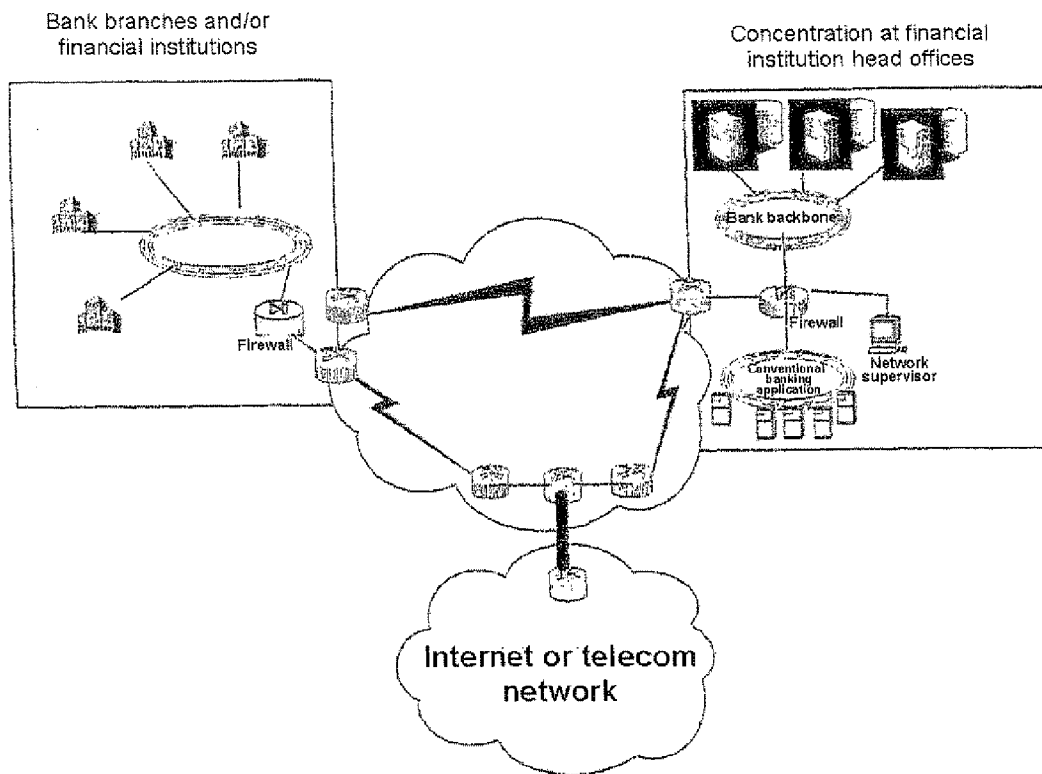 Bank branches and/or
financial institutions
Concentration at financial
institution head offices
Bank backbone
Firewall
Firewall
Network
supervisor
Conventional
banking
application
Internet or telecom
network